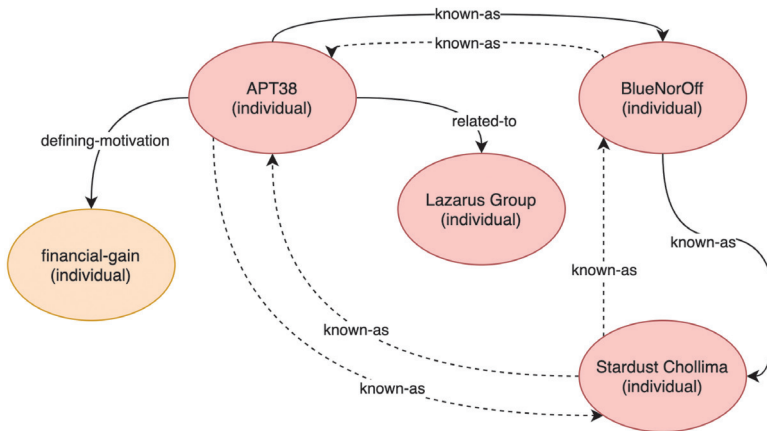 known-as
known-as
APT38
(individual)
BlueNorOff
(individual)
related-to
defining-motivation
Lazarus Group
(individual)
known-as
financial-gain
(individual)
known-as
known-as
Stardust Chollima
(individual)
known-as